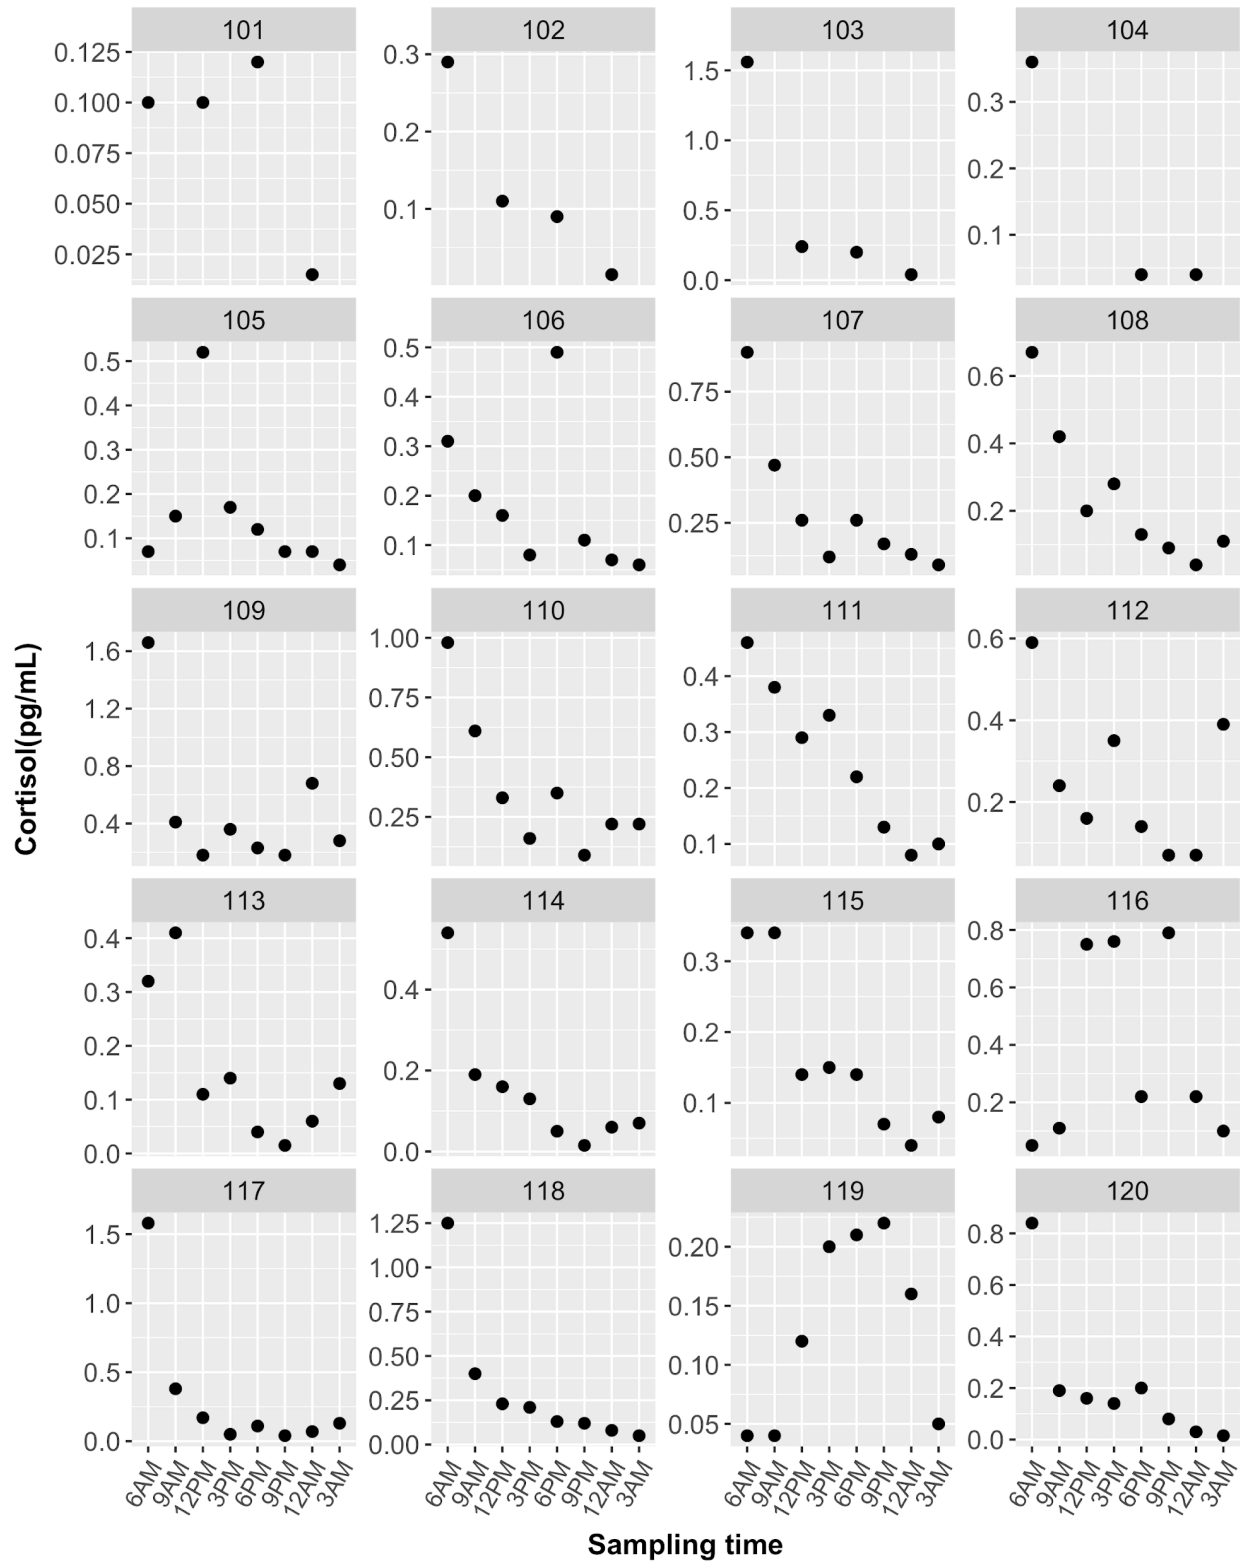 101 102 103 104
0.125 0.100 0.075 0.050 0.025
0.3 0.2 0.1
1.5 1.0 0.5 0.0
0.3 0.2 0.1
105 106 107 108
0.5 0.4 0.3 0.2 0.1
0.5 0.4 0.3 0.2 0.1
0.75 0.50 0.25
0.6 0.4 0.2
109 110 111 112
1.6 1.2 0.8 0.4
1.00 0.75 0.50 0.25
0.4 0.3 0.2 0.1
0.6 0.4 0.2
Cortisol(pg/mL)
113 114 115 116
0.4 0.3 0.2 0.1 0.0
0.4 0.2 0.0
0.3 0.2 0.1
0.8 0.6 0.4 0.2
117 118 119 120
1.5 1.0 0.5 0.0
1.25 1.00 0.75 0.50 0.25 0.00
0.20 0.15 0.10 0.05
0.8 0.6 0.4 0.2 0.0
6AM 9AM 12PM 3PM 6PM 9PM 12AM 3AM
6AM 9AM 12PM 3PM 6PM 9PM 12AM 3AM
6AM 9AM 12PM 3PM 6PM 9PM 12AM 3AM
6AM 9AM 12PM 3PM 6PM 9PM 12AM 3AM
Sampling time